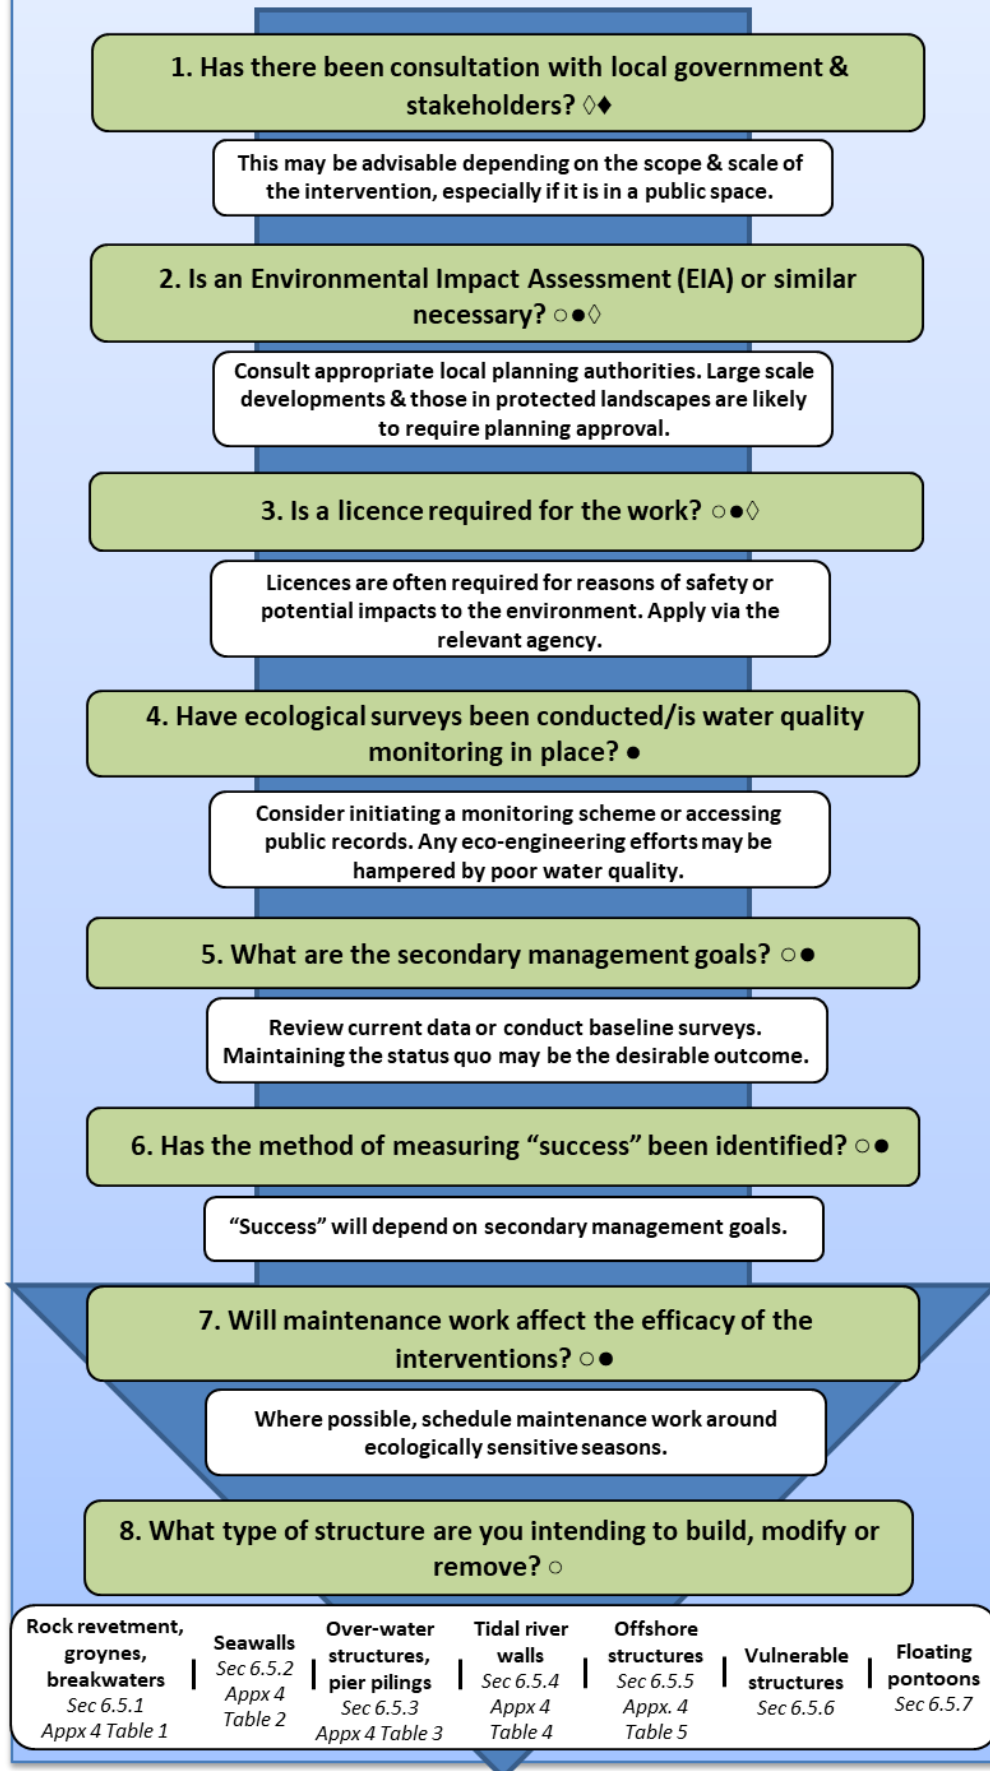 1. Has there been consultation with local government &
stakeholders? ◊♦
This may be advisable depending on the scope & scale of
the intervention, especially if it is in a public space.
2. Is an Environmental Impact Assessment (EIA) or similar
necessary? ○●◊
Consult appropriate local planning authorities. Large scale
developments & those in protected landscapes are likely
to require planning approval.
3. Is a licence required for the work? ○●◊
Licences are often required for reasons of safety or
potential impacts to the environment. Apply via the
relevant agency.
4. Have ecological surveys been conducted/is water quality
monitoring in place? ●
Consider initiating a monitoring scheme or accessing
public records. Any eco-engineering efforts may be
hampered by poor water quality.
5. What are the secondary management goals? ○●
Review current data or conduct baseline surveys.
Maintaining the status quo may be the desirable outcome.
6. Has the method of measuring “success” been identified? ○●
“Success” will depend on secondary management goals.
7. Will maintenance work affect the efficacy of the
interventions? ○●
Where possible, schedule maintenance work around
ecologically sensitive seasons.
8. What type of structure are you intending to build, modify or
remove? ○
Rock revetment,
groynes,
breakwaters
Sec 6.5.1
Appx 4 Table 1
Seawalls
Sec 6.5.2
Appx 4
Table 2
Over-water
structures,
pier pilings
Sec 6.5.3
Appx 4 Table 3
Tidal river
walls
Sec 6.5.4
Appx 4
Table 4
Offshore
structures
Sec 6.5.5
Appx. 4
Table 5
Vulnerable
structures
Sec 6.5.6
Floating
pontoons
Sec 6.5.7